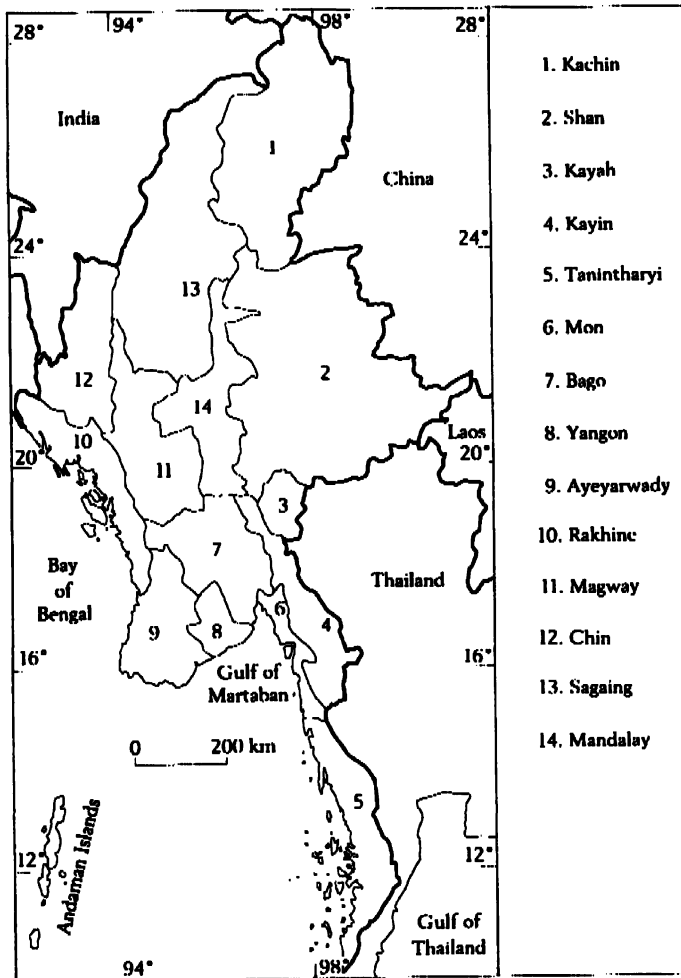 94° 98°
28° 28°
India
1
China
24° 24°
13
2
12
14
10
Laos
20° 20°
11
3
7
Bay
of
Bengal
Thailand
6
4
9
8
16° 16°
Gulf of
Martaban
0 200 km
5
Andaman Islands
12° 12°
Gulf of
Thailand
94° 98°
1. Kachin
2. Shan
3. Kayah
4. Kayin
5. Tanintharyi
6. Mon
7. Bago
8. Yangon
9. Ayeyarwady
10. Rakhine
11. Magway
12. Chin
13. Sagaing
14. Mandalay